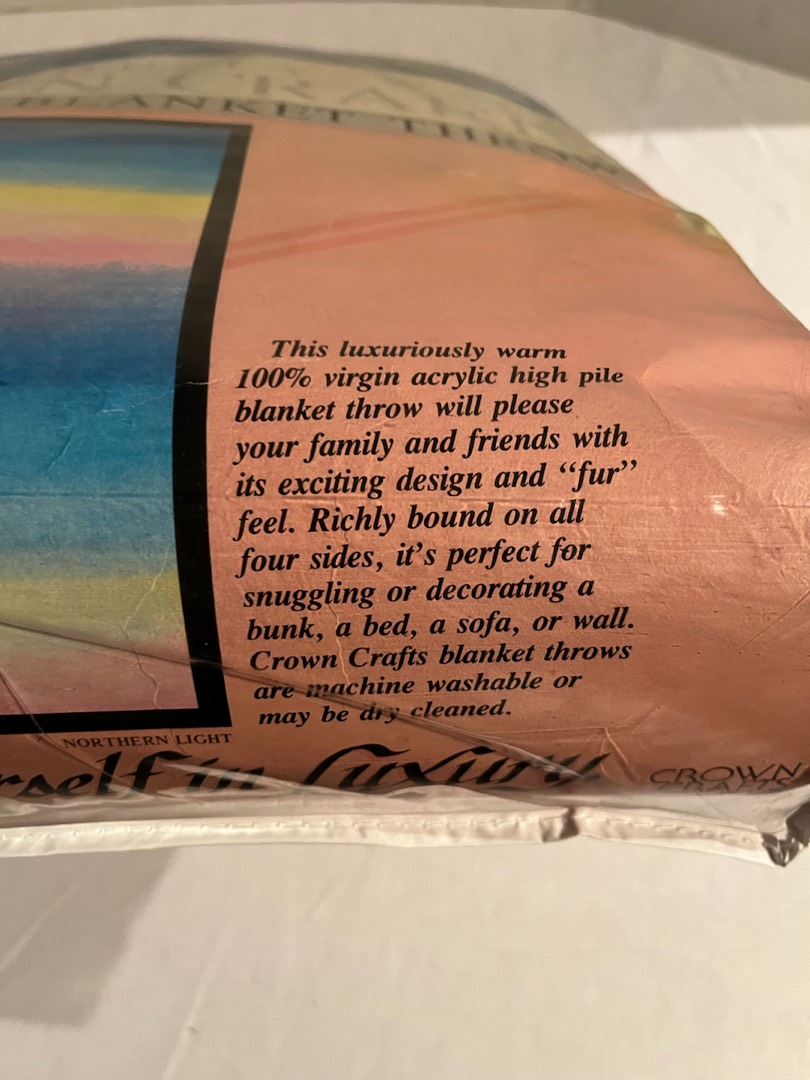 BLANKET THROW
This luxuriously warm
100% virgin acrylic high pile
blanket throw will please
your family and friends with
its exciting design and “fur”
feel. Richly bound on all
four sides, it’s perfect for
snuggling or decorating a
bunk, a bed, a sofa, or wall.
Crown Crafts blanket throws
are machine washable or
may be dry cleaned.
NORTHERN LIGHT
in Luxury
CROWN
CRAFTS